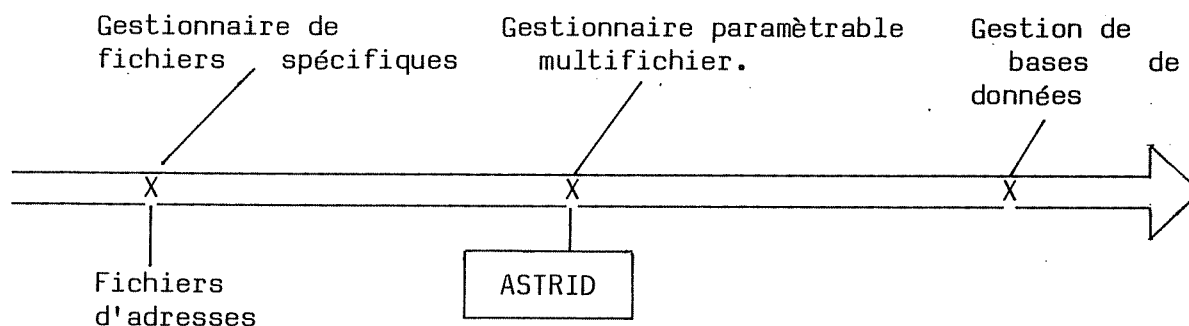 Gestionnaire de
fichiers spécifiques
Gestionnaire paramètrable
multifichier.
Gestion de
bases de
données
X
X
X
Fichiers
d'adresses
ASTRID